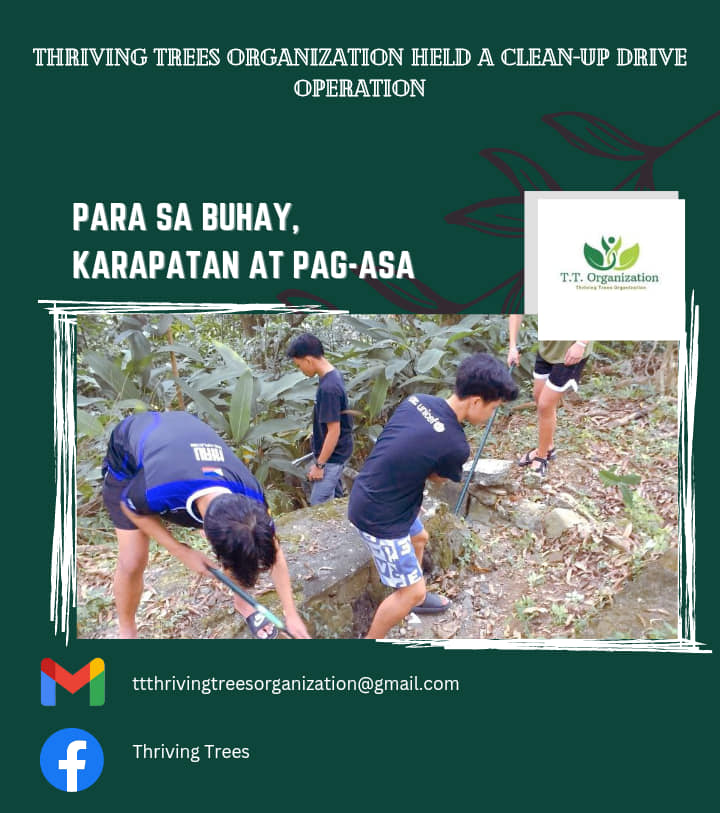 THRIVING TREES ORGANIZATION HELD A CLEAN-UP DRIVE
OPERATION
PARA SA BUHAY,
KARAPATAN AT PAG-ASA
T.T. Organization
Thriving Trees Organization
unicef
ttthrivingtreesorganization@gmail.com
Thriving Trees